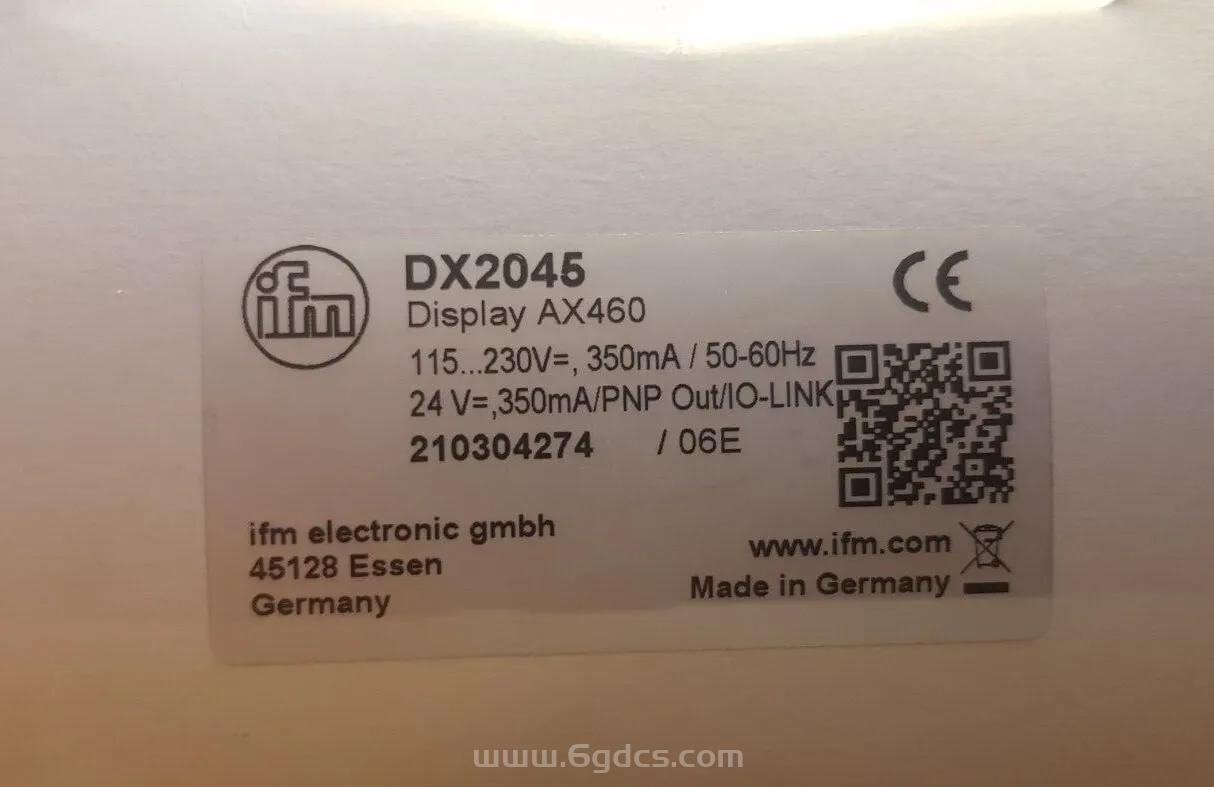 ifm
DX2045
Display AX460
115...230V=, 350mA / 50-60Hz
24 V=,350mA/PNP Out/IO-LINK
210304274 / 06E
CE
ifm electronic gmbh
45128 Essen
Germany
www.ifm.com
Made in Germany
www.6gdcs.com